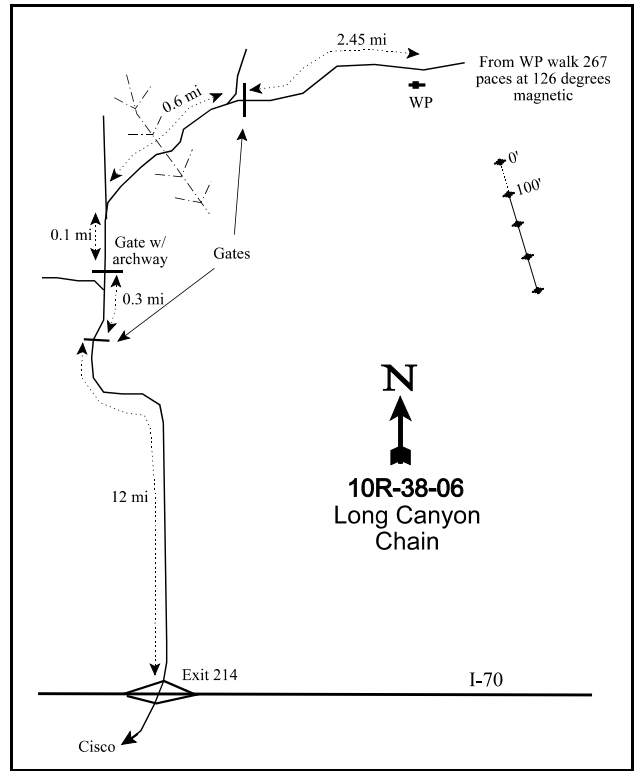 2.45 mi
From WP walk 267
paces at 126 degrees
magnetic
WP
0.6 mi
0'
100'
0.1 mi
Gate w/
archway
Gates
0.3 mi
N
10R-38-06
Long Canyon
Chain
12 mi
Exit 214
I-70
Cisco